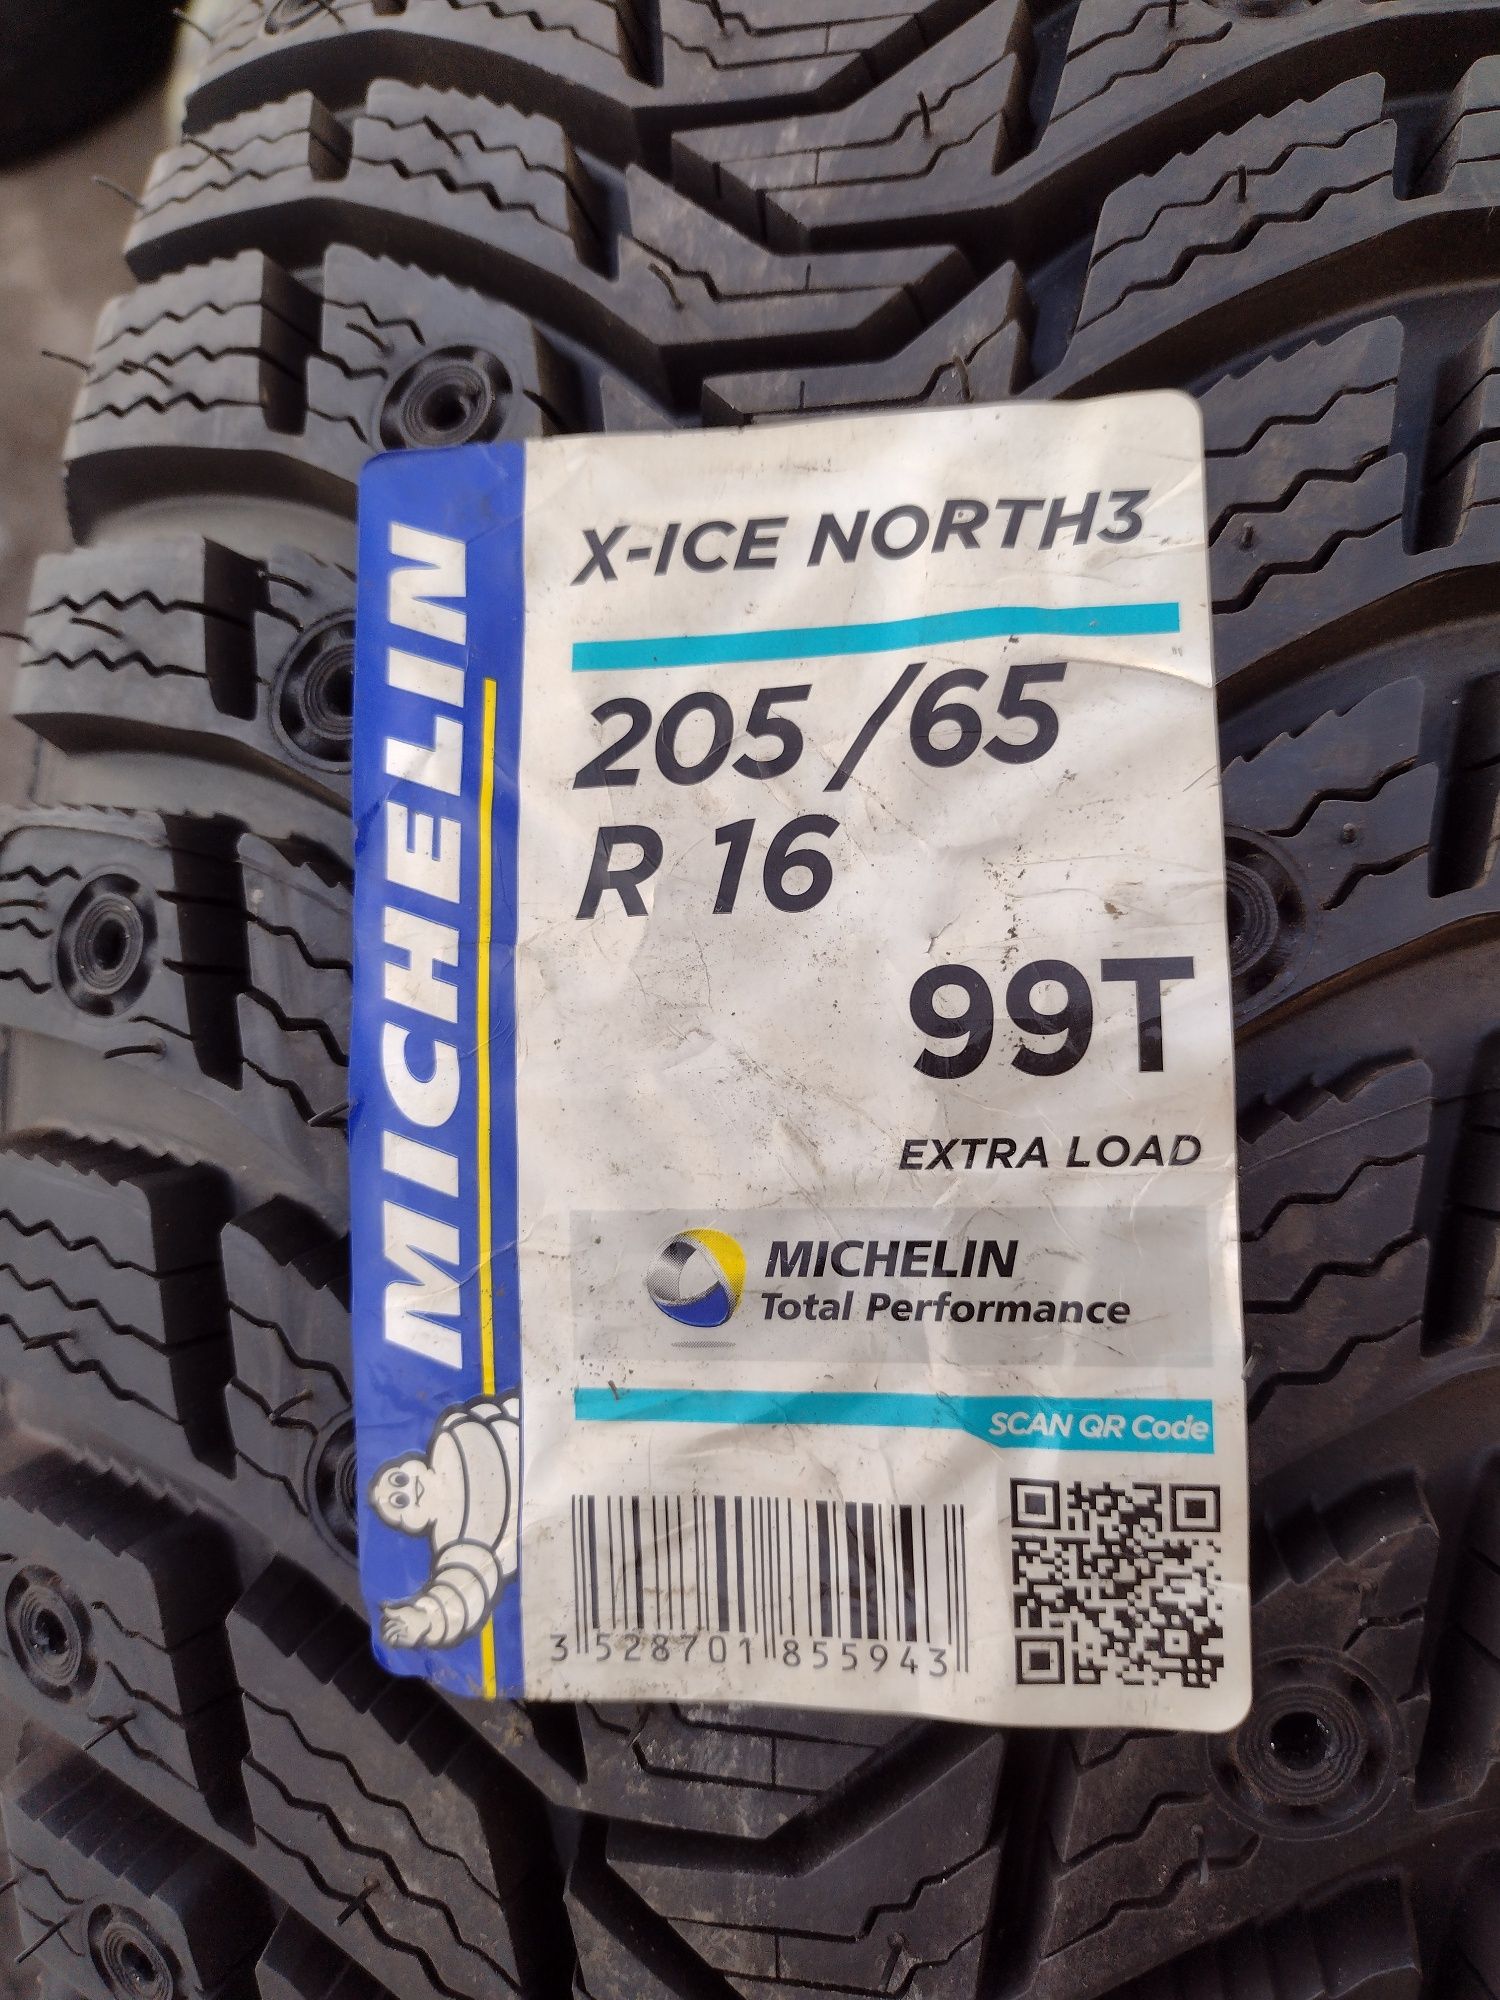 MICHELIN
X-ICE NORTH3
205/65
R 16
99T
EXTRA LOAD
MICHELIN
Total Performance
SCAN QR Code
3 528701 855943